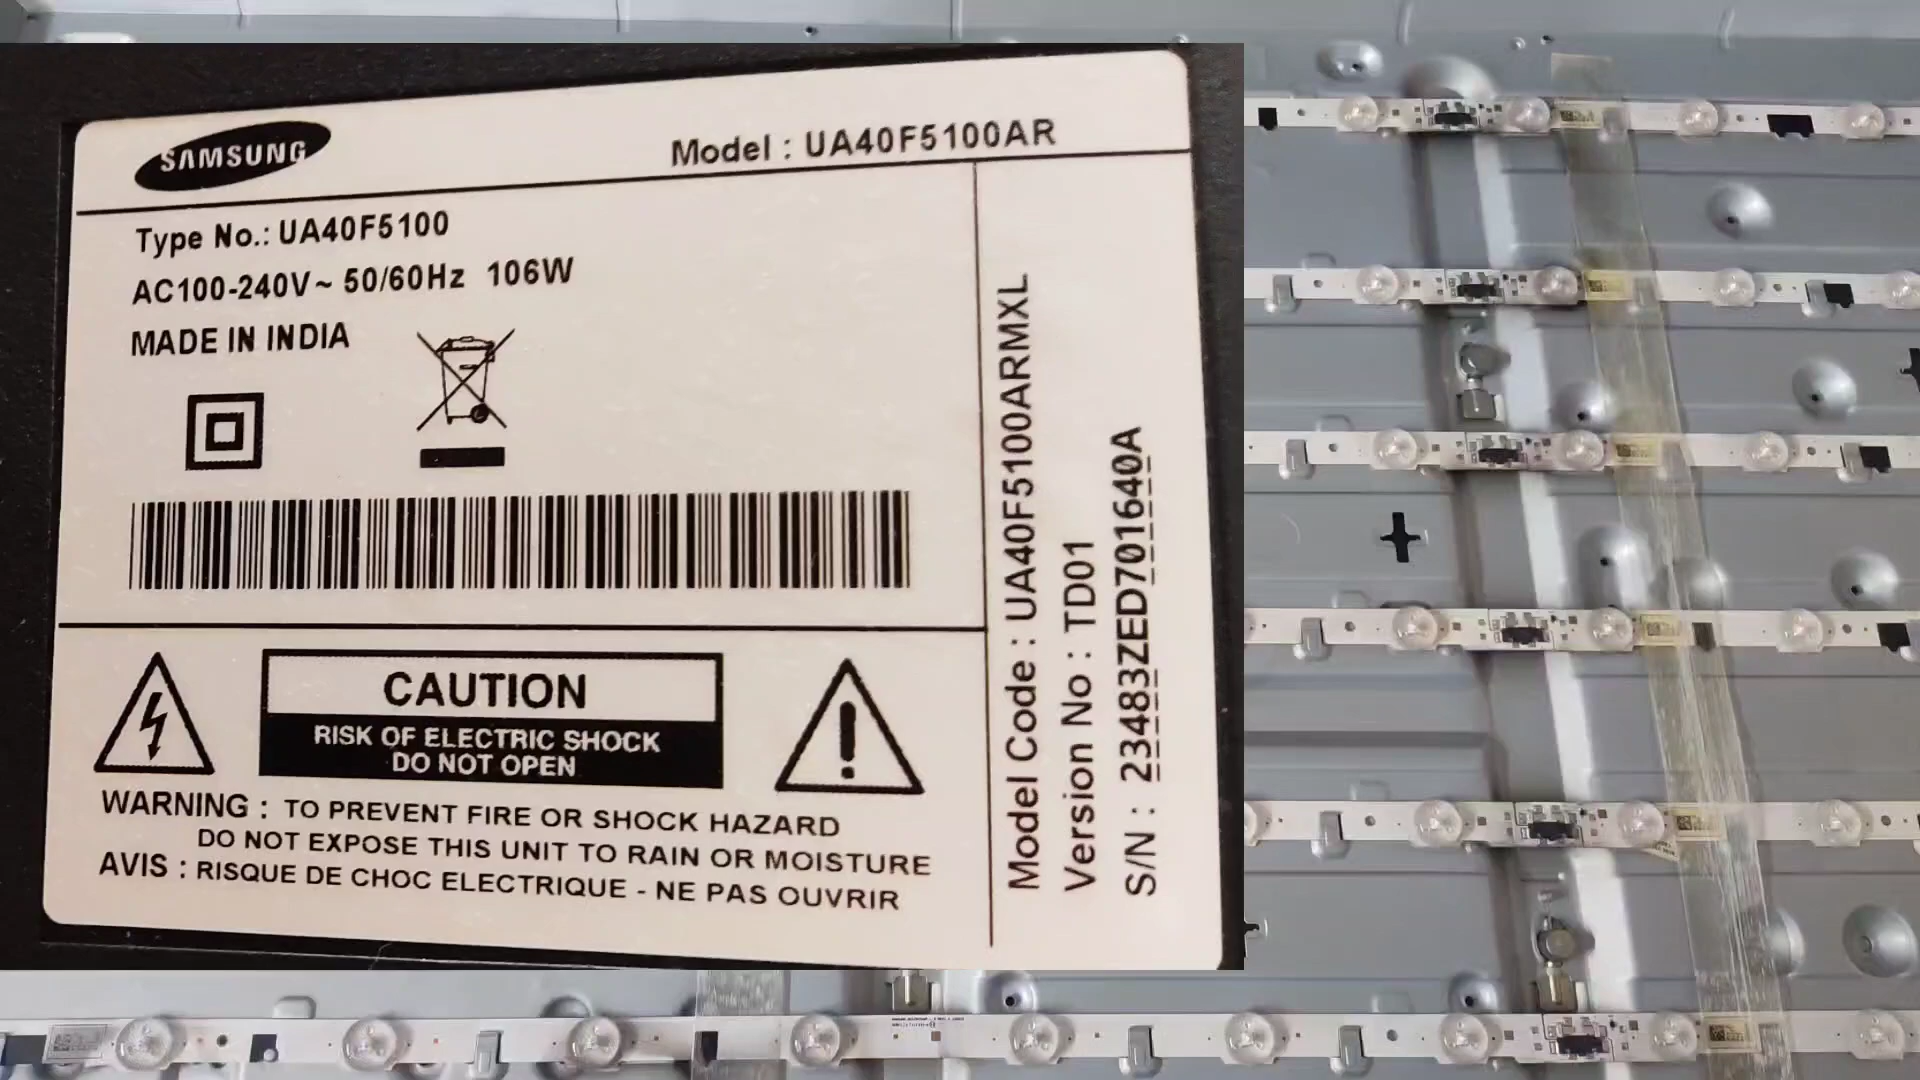 SAMSUNG
Model : UA40F5100AR
Type No.: UA40F5100
AC100-240V~ 50/60Hz 106W
MADE IN INDIA
CAUTION
RISK OF ELECTRIC SHOCK
DO NOT OPEN
WARNING : TO PREVENT FIRE OR SHOCK HAZARD
DO NOT EXPOSE THIS UNIT TO RAIN OR MOISTURE
AVIS : RISQUE DE CHOC ELECTRIQUE - NE PAS OUVRIR
Model Code : UA40F5100ARMXL
Version No : TD01
S/N : 23483ZED701640A